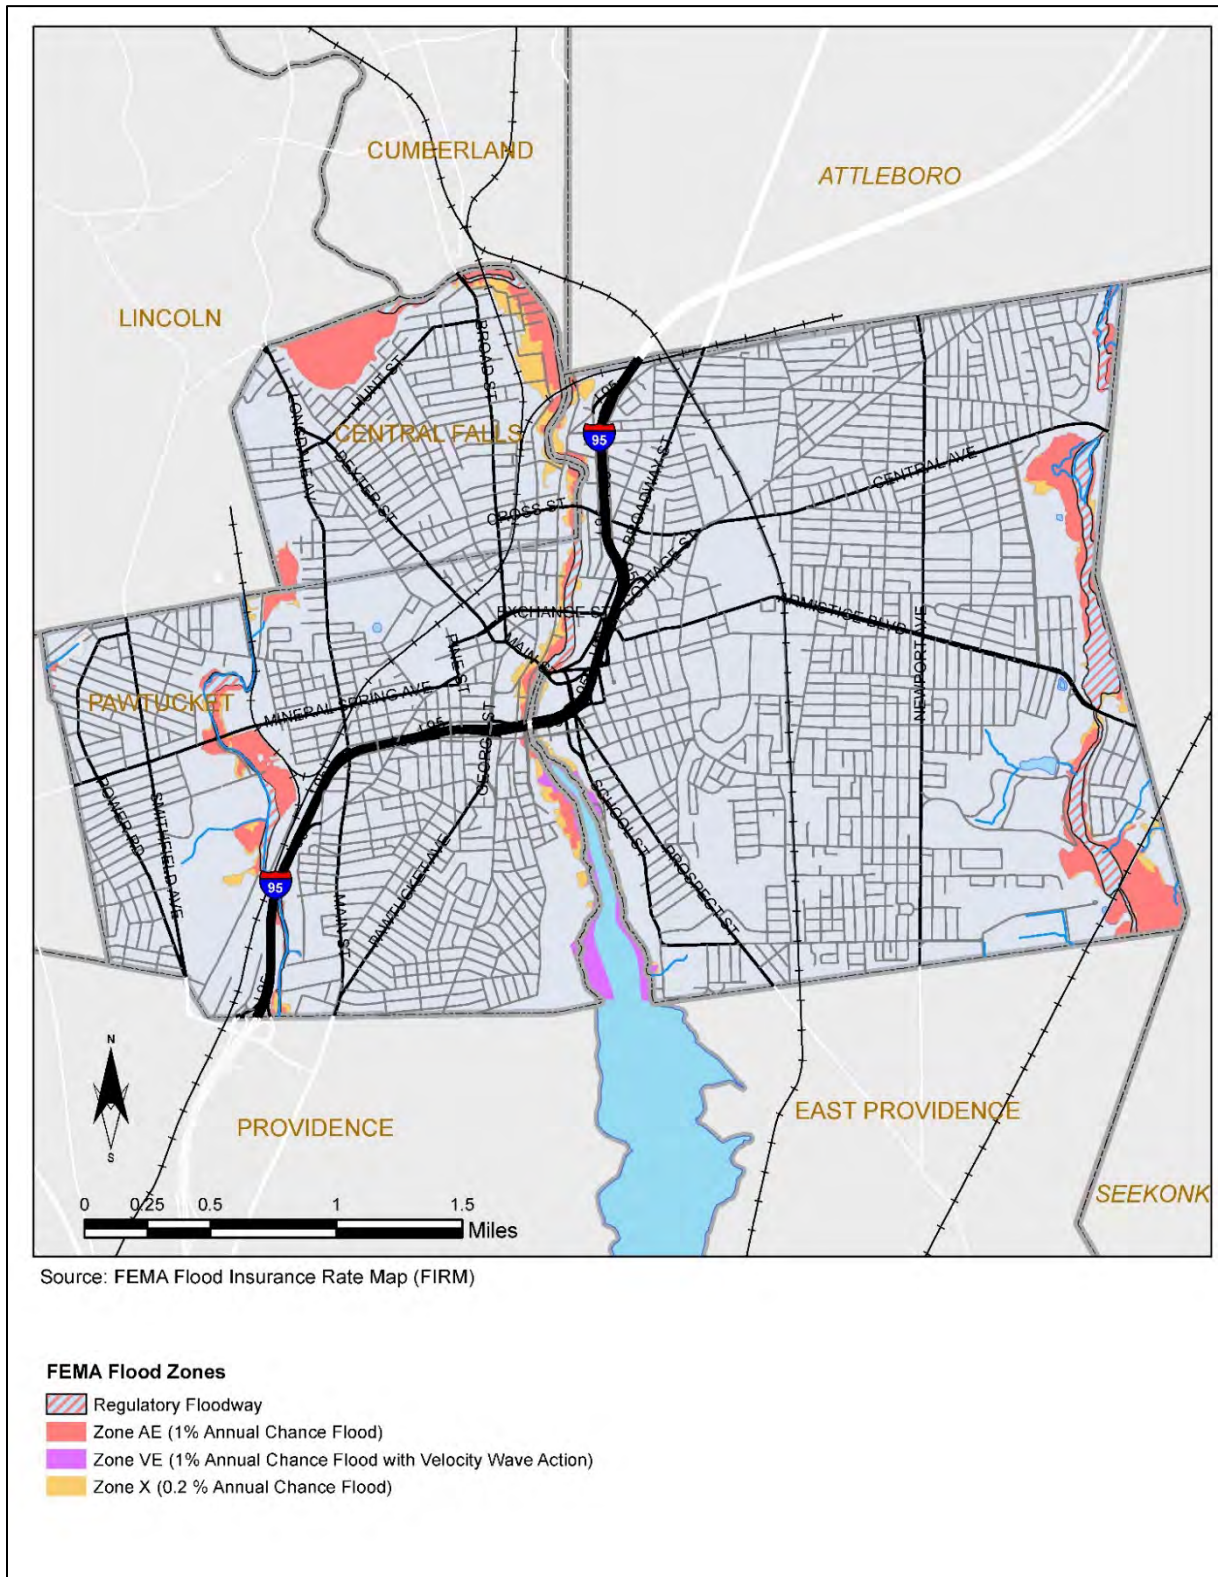 CUMBERLAND
ATTLEBORO
LINCOLN
BROAD ST
HUNT ST
I 95
LONSDALE AV
CENTRAL FALLS
95
DEXTER ST
BROADWAY ST
CENTRAL AVE
CROSS ST
COTTAGE ST
EXCHANGE ST
ARMISTICE BLVD
NEWPORT AVE
MAIN ST
PINE ST
I 95
PAWTUCKET
MINERAL SPRING AVE
I 95
GEORGE ST
POWER RD
SMITHFIELD AVE
SCHOOL ST
PROSPECT ST
95
MAIN ST
PAWTUCKET AVE
I 95
N
S
PROVIDENCE
EAST PROVIDENCE
SEEKONK
0 0.25 0.5 1 1.5
Miles
Source: FEMA Flood Insurance Rate Map (FIRM)
FEMA Flood Zones
Regulatory Floodway
Zone AE (1% Annual Chance Flood)
Zone VE (1% Annual Chance Flood with Velocity Wave Action)
Zone X (0.2 % Annual Chance Flood)